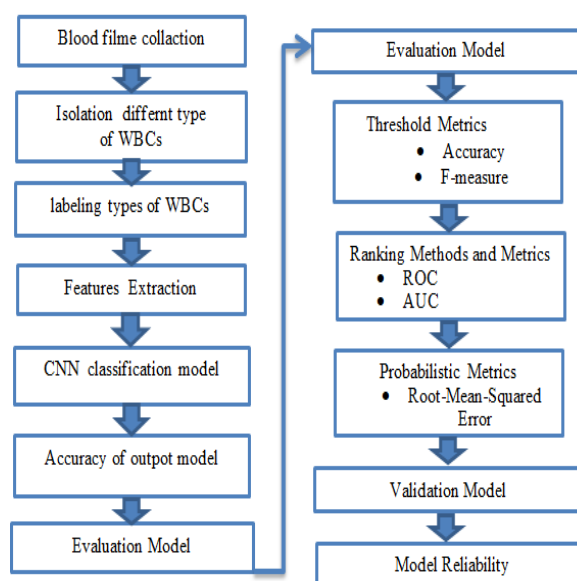 Blood filme collaction
Isolation differnt type
of WBCs
labeling types of WBCs
Features Extraction
CNN classification model
Accuracy of outpot model
Evaluation Model
Evaluation Model
Threshold Metrics
• Accuracy
• F-measure
Ranking Methods and Metrics
• ROC
• AUC
Probabilistic Metrics
• Root-Mean-Squared
Error
Validation Model
Model Reliability